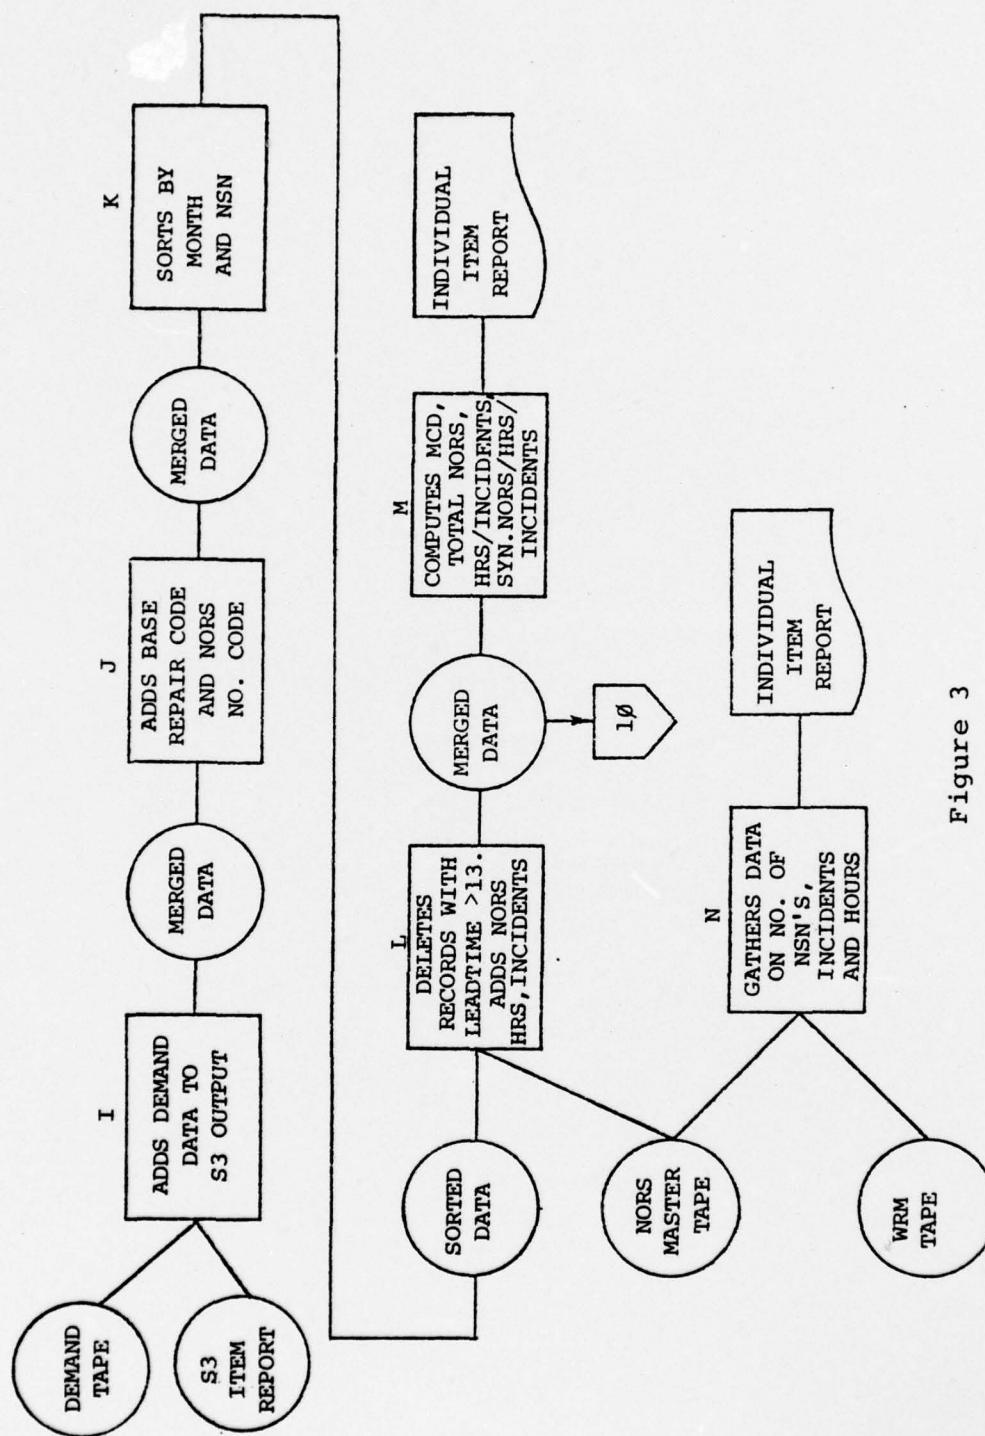 DEMAND
TAPE
S3
ITEM
REPORT
I
ADDS DEMAND
DATA TO
S3 OUTPUT
MERGED
DATA
J
ADDS BASE
REPAIR CODE
AND NORS
NO. CODE
MERGED
DATA
K
SORTS BY
MONTH
AND NSN
SORTED
DATA
NORS
MASTER
TAPE
WRM
TAPE
L
DELETES
RECORDS WITH
LEADTIME >13.
ADDS NORS
HRS,INCIDENTS
MERGED
DATA
1Ø
M
COMPUTES MCD,
TOTAL NORS,
HRS/INCIDENTS,
SYN.NORS/HRS/
INCIDENTS
INDIVIDUAL
ITEM
REPORT
N
GATHERS DATA
ON NO. OF
NSN'S,
INCIDENTS
AND HOURS
INDIVIDUAL
ITEM
REPORT
Figure 3